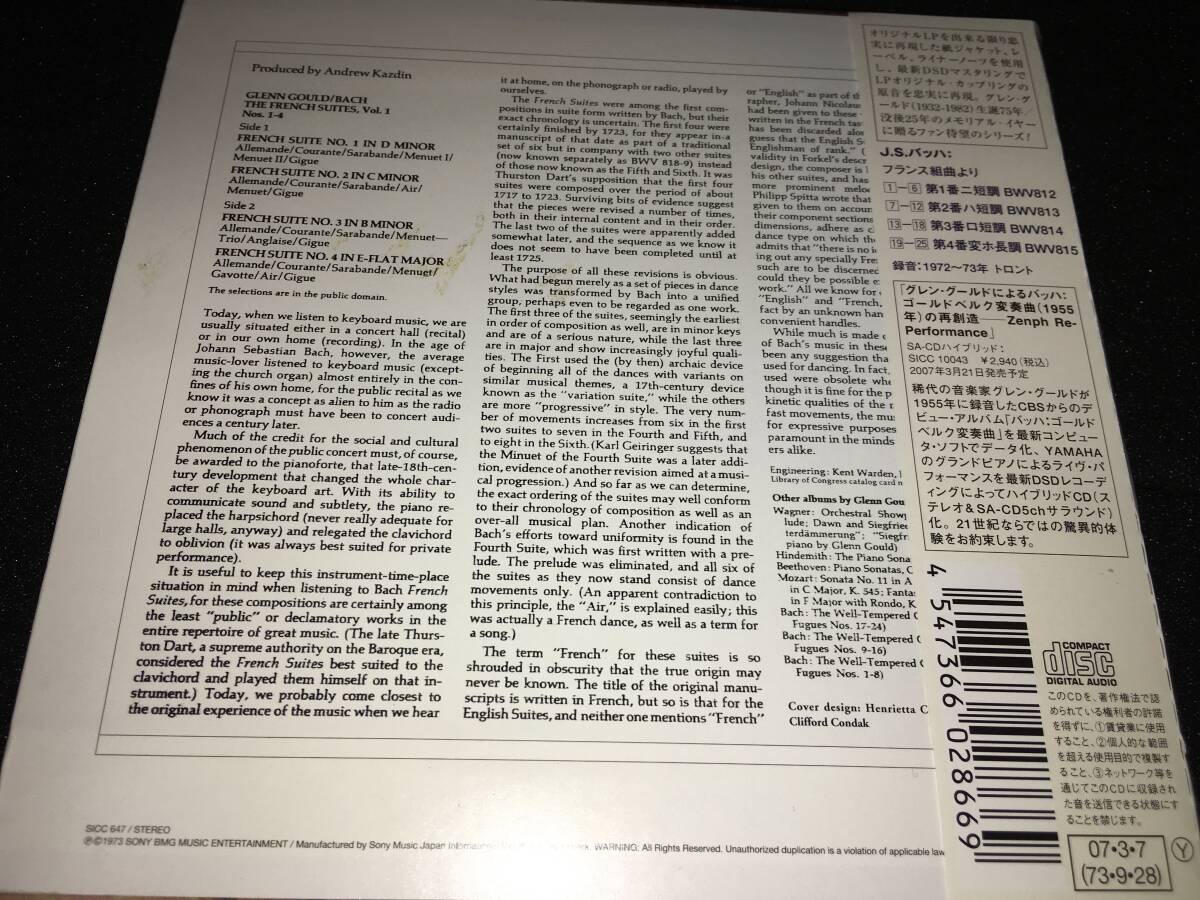 Produced by Andrew Kazdin
GLENN GOULD/BACH
THE FRENCH SUITES, Vol. 1
Nos. 1-4
Side 1
FRENCH SUITE NO. 1 IN D MINOR
Allemande/Courante/Sarabande/Menuet I/
Menuet II/Gigue
FRENCH SUITE NO. 2 IN C MINOR
Allemande/Courante/Sarabande/Air/
Menuet/Gigue
Side 2
FRENCH SUITE NO. 3 IN B MINOR
Allemande/Courante/Sarabande/Menuet—
Trio/Anglaise/Gigue
FRENCH SUITE NO. 4 IN E-FLAT MAJOR
Allemande/Courante/Sarabande/Menuet/
Gavotte/Air/Gigue
The selections are in the public domain.
Today, when we listen to keyboard music, we are
usually situated either in a concert hall (recital)
or in our own home (recording). In the age of
Johann Sebastian Bach, however, the average
music-lover listened to keyboard music (except-
ing the church organ) almost entirely in the con-
fines of his own home, for the public recital as we
know it was a concept as alien to him as the radio
or phonograph must have been to concert audi-
ences a century later.
Much of the credit for the social and cultural
phenomenon of the public concert must, of course,
be awarded to the pianoforte, that late-18th-cen-
tury development that changed the whole char-
acter of the keyboard art. With its ability to
communicate sound and subtlety, the piano re-
placed the harpsichord (never really adequate for
large halls, anyway) and relegated the clavichord
to oblivion (it was always best suited for private
performance).
It is useful to keep this instrument-time-place
situation in mind when listening to Bach French
Suites, for these compositions are certainly among
the least "public" or declamatory works in the
entire repertoire of great music. (The late Thurs-
ton Dart, a supreme authority on the Baroque era,
considered the French Suites best suited to the
clavichord and played them himself on that in-
strument.) Today, we probably come closest to
the original experience of the music when we hear
it at home, on the phonograph or radio, played by
ourselves.
The French Suites were among the first com-
positions in suite form written by Bach, but their
exact chronology is uncertain. The first four were
certainly finished by 1723, for they appear in a
manuscript of that date as part of a traditional
set of six but in company with two other suites
(now known separately as BWV 818-9) instead
of those now known as the Fifth and Sixth. It was
Thurston Dart's supposition that the first four
suites were composed over the period of about
1717 to 1723. Surviving bits of evidence suggest
that the pieces were revised a number of times,
both in their internal content and in their order.
The last two of the suites were apparently added
somewhat later, and the sequence as we know it
does not seem to have been completed until at
least 1725.
The purpose of all these revisions is obvious.
What had begun merely as a set of pieces in dance
styles was transformed by Bach into a unified
group, perhaps even to be regarded as one work.
The first three of the suites, seemingly the earliest
in order of composition as well, are in minor keys
and are of a serious nature, while the last three
are in major and show increasingly joyful quali-
ties. The First used the (by then) archaic device
of beginning all of the dances with variants on
similar musical themes, a 17th-century device
known as the "variation suite," while the others
are more "progressive" in style. The very num-
ber of movements increases from six in the first
two suites to seven in the Fourth and Fifth, and
to eight in the Sixth. (Karl Geiringer suggests that
the Minuet of the Fourth Suite was a later addi-
tion, evidence of another revision aimed at a musi-
cal progression.) And so far as we can determine,
the exact ordering of the suites may well conform
to their chronology of composition as well as an
over-all musical plan. Another indication of
Bach's efforts toward uniformity is found in the
Fourth Suite, which was first written with a pre-
lude. The prelude was eliminated, and all six of
the suites as they now stand consist of dance
movements only. (An apparent contradiction to
this principle, the "Air," is explained easily; this
was actually a French dance, as well as a term for
a song.)
The term "French" for these suites is so
shrouded in obscurity that the true origin may
never be known. The title of the original manu-
scripts is written in French, but so is that for the
English Suites, and neither one mentions "French"
or "English" as part of th
rapher, Johann Nicolaus
had been given to these
written in the French tas
has been discarded alon
guess that the English S
Englishman of rank." (
validity in Forkel's descr
design, the composer is l
his other suites, and has
more prominent meloc
Philipp Spitta wrote that
given to them on accoun
their component sections
dimensions, adhere as c
dance type on which the
admits that "there is no i
ing out any specially Fren
such are to be discerned
could they be possible e
work." All we know for
"English" and "French,
fact by an unknown han
convenient handles.
While much is made o
of Bach's music in these
been any suggestion tha
used for dancing. In fact,
used were obsolete whe
though it is fine for the p
kinetic qualities of the r
fast movements, the mus
for expressive purposes
paramount in the minds
ers alike.
Engineering: Kent Warden,
Library of Congress catalog card n
Other albums by Glenn Gou
Wagner: Orchestral Show
lude; Dawn and Siegfried
terdämmerung"; "Siegfr
piano by Glenn Gould)
Hindemith: The Piano Sona
Beethoven: Piano Sonatas, C
Mozart: Sonata No. 11 in A
in C Major, K. 545; Fantas
in F Major with Rondo, K
Bach: The Well-Tempered C
Fugues Nos. 17-24)
Bach: The Well-Tempered C
Fugues Nos. 9-16)
Bach: The Well-Tempered C
Fugues Nos. 1-8)
Cover design: Henrietta C
Clifford Condak
SICC 647 / STEREO
℗©1973 SONY BMG MUSIC ENTERTAINMENT / Manufactured by Sony Music Japan WARNING: All Rights Reserved. Unauthorized duplication is a violation of applicable law
オリジナルLPを出来る限り忠
実に再現した紙ジャケット、レ
ーベル、ライナーノーツを使用
し、最新DSDマスタリングで
LPオリジナル・カップリングの
原音を忠実に再現。グレン・グ
ールド(1932-1982)生誕75年/
没後25年のメモリアル・イヤー
に贈るファン待望のシリーズ!
J.S.バッハ:
フランス組曲より
1-6 第1番ニ短調 BWV812
7-12 第2番ハ短調 BWV813
13-18 第3番ロ短調 BWV814
19-25 第4番変ホ長調 BWV815
録音:1972〜73年 トロント
「グレン・グールドによるバッハ:
ゴールドベルク変奏曲(1955
年)の再創造――Zenph Re-
Performance」
SA-CDハイブリッド:
SICC 10043 ¥2,940(税込)
2007年3月21日発売予定
稀代の音楽家グレン・グールドが
1955年に録音したCBSからのデ
ビュー・アルバム「バッハ:ゴールド
ベルク変奏曲」を最新コンピュー
タ・ソフトでデータ化、YAMAHA
のグランドピアノによるライヴ・パ
フォーマンスを最新DSDレコーデ
ィングによってハイブリッドCD(ス
テレオ&SA-CD5chサラウンド)
化。21世紀ならではの驚異的体
験をお約束します。
4 547366 028669
COMPACT
disc
DIGITAL AUDIO
このCDを、著作権法で認
められている権利者の許諾
を得ずに、①賃貸業に使用
すること、②個人的な範囲
を超える使用目的で複製す
ること、③ネットワーク等を
通じてこのCDに収録され
た音を送信できる状態にす
ることを禁じます。
07・3・7
(73・9・28)
Y